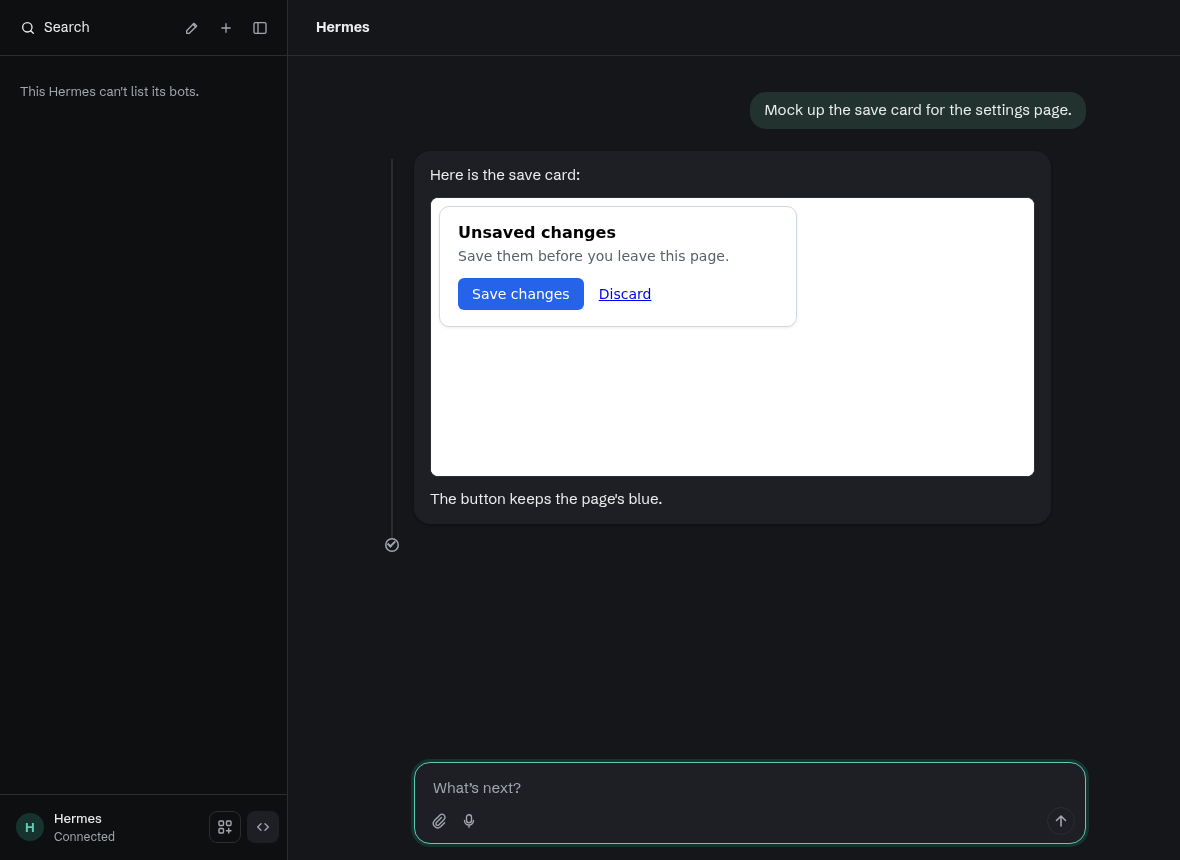 Search
Hermes
This Hermes can't list its bots.
Mock up the save card for the settings page.
Here is the save card:
Unsaved changes
Save them before you leave this page.
Save changes
Discard
The button keeps the page's blue.
What's next?
H
Hermes
Connected